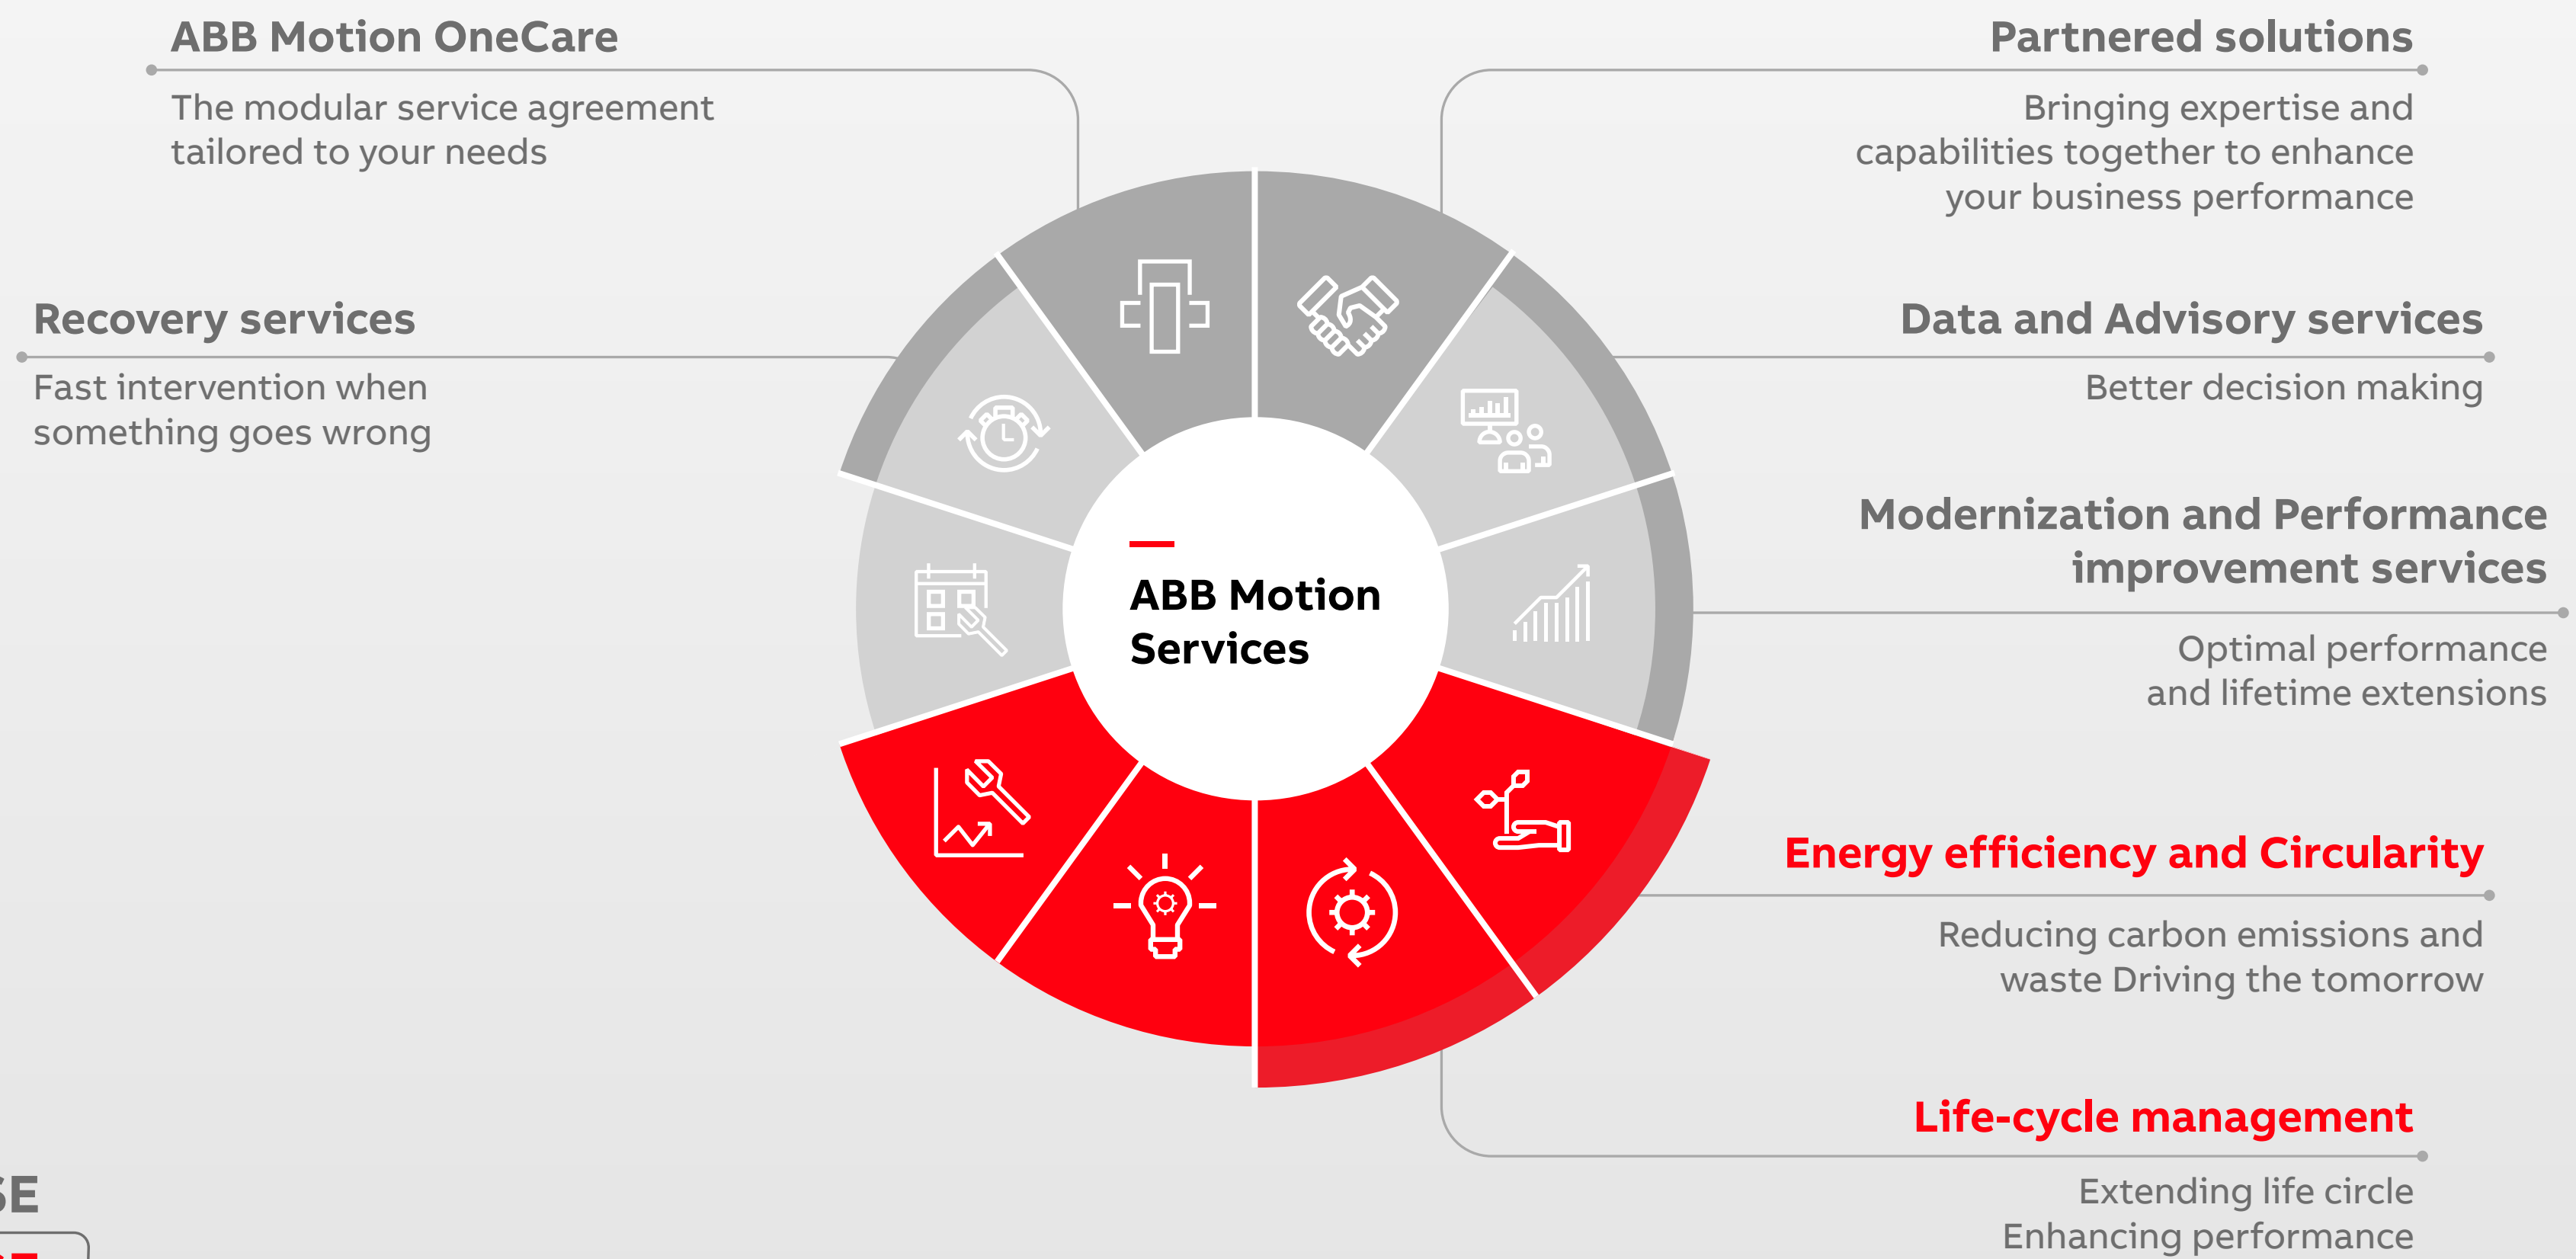 ABB Motion OneCare
The modular service agreement
tailored to your needs
Partnered solutions
Bringing expertise and
capabilities together to enhance
your business performance
Recovery services
Fast intervention when
something goes wrong
Data and Advisory services
Better decision making
Modernization and Performance
improvement services
Optimal performance
and lifetime extensions
ABB Motion
Services
Energy efficiency and Circularity
Reducing carbon emissions and
waste Driving the tomorrow
Life-cycle management
Extending life circle
Enhancing performance